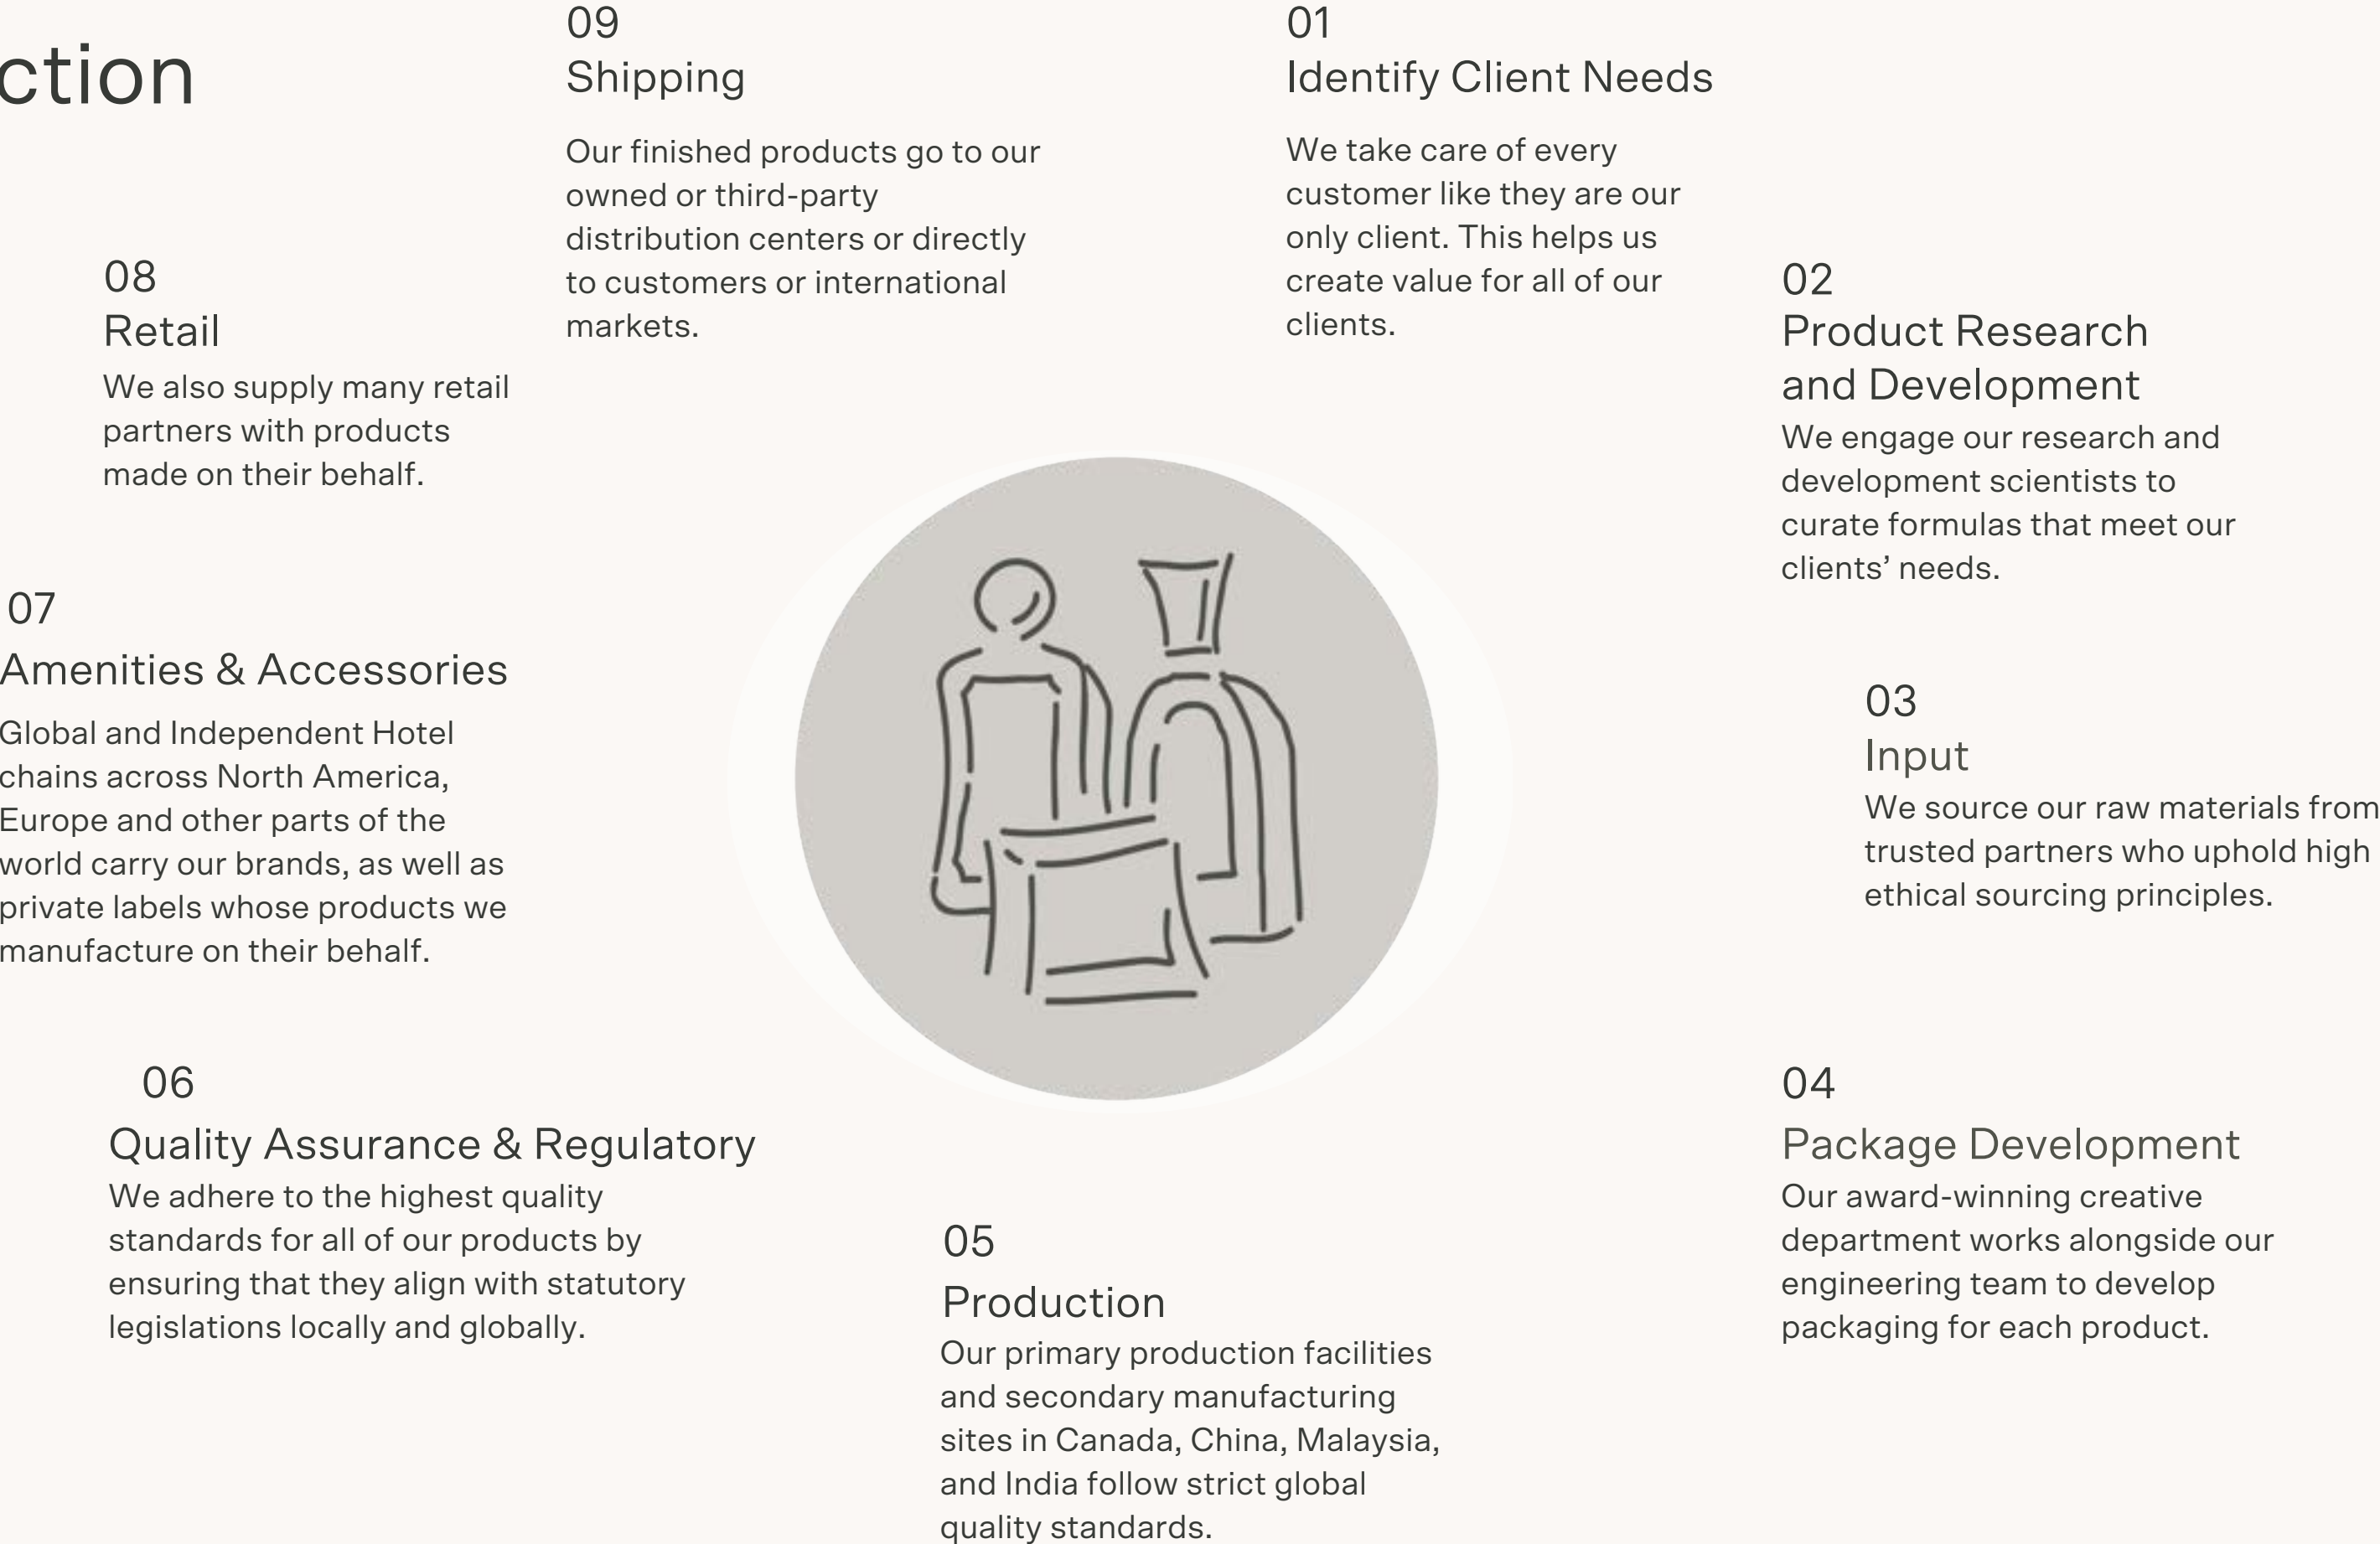 ction
09
Shipping
Our finished products go to our
owned or third-party
distribution centers or directly
to customers or international
markets.
01
Identify Client Needs
We take care of every
customer like they are our
only client. This helps us
create value for all of our
clients.
02
Product Research
and Development
We engage our research and
development scientists to
curate formulas that meet our
clients’ needs.
03
Input
We source our raw materials from
trusted partners who uphold high
ethical sourcing principles.
04
Package Development
Our award-winning creative
department works alongside our
engineering team to develop
packaging for each product.
05
Production
Our primary production facilities
and secondary manufacturing
sites in Canada, China, Malaysia,
and India follow strict global
quality standards.
06
Quality Assurance & Regulatory
We adhere to the highest quality
standards for all of our products by
ensuring that they align with statutory
legislations locally and globally.
07
Amenities & Accessories
Global and Independent Hotel
chains across North America,
Europe and other parts of the
world carry our brands, as well as
private labels whose products we
manufacture on their behalf.
08
Retail
We also supply many retail
partners with products
made on their behalf.